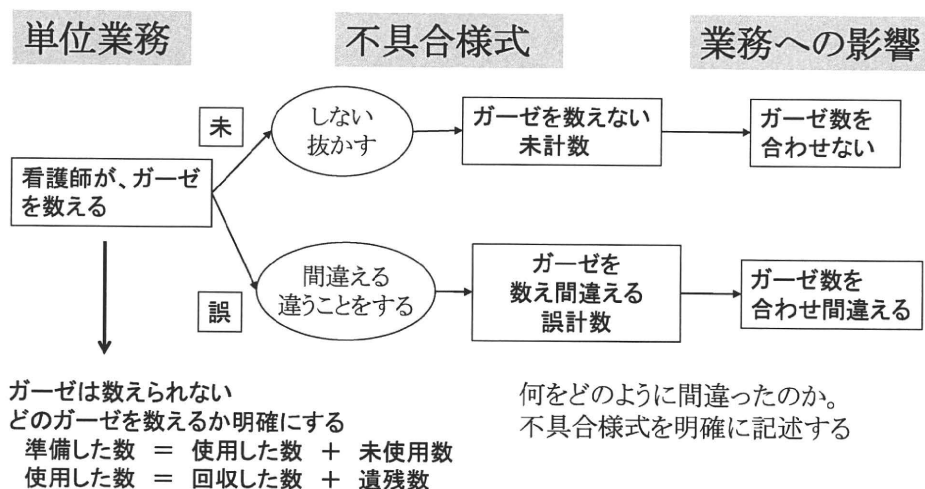 単位業務
不具合様式
業務への影響
未
しない
抜かす
ガーゼを数えない
未計数
ガーゼ数を
合わせない
看護師が、ガーゼ
を数える
誤
間違える
違うことをする
ガーゼを
数え間違える
誤計数
ガーゼ数を
合わせ間違える
ガーゼは数えられない
どのガーゼを数えるか明確にする
準備した数 = 使用した数 + 未使用数
使用した数 = 回収した数 + 遺残数
何をどのように間違ったのか。
不具合様式を明確に記述する